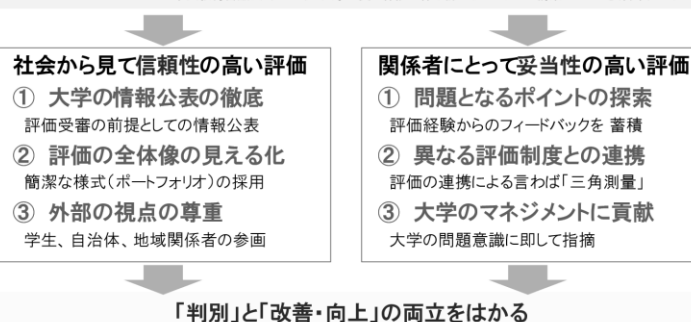 社会から見て信頼性の高い評価
① 大学の情報公表の徹底
評価受審の前提としての情報公表
② 評価の全体像の見える化
簡潔な様式(ポートフォリオ)の採用
③ 外部の視点の尊重
学生、自治体、地域関係者の参画
関係者にとって妥当性の高い評価
① 問題となるポイントの探索
評価経験からのフィードバックを 蓄積
② 異なる評価制度との連携
評価の連携による言わば「三角測量」
③ 大学のマネジメントに貢献
大学の問題意識に即して指摘
「判別」と「改善・向上」の両立をはかる